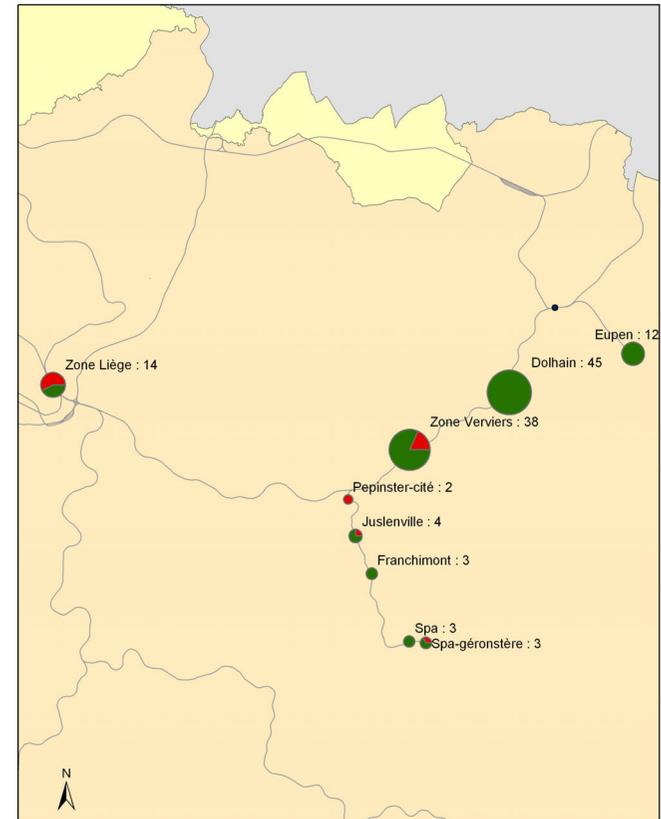 Eupen : 12
Dolhain : 45
Zone Liège : 14
Zone Verviers : 38
Pepinster-cité : 2
Juslenville : 4
Franchimont : 3
Spa : 3
Spa-géronstère : 3
N